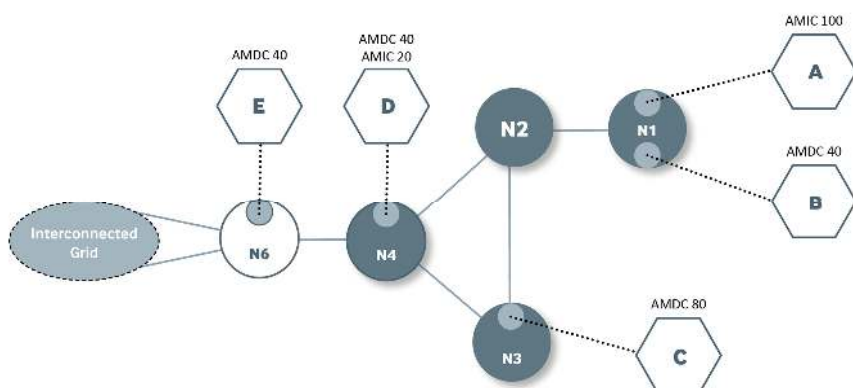 AMIC 100
AMDC 40
AMDC 40
AMIC 20
A
E
D
N2
N1
AMDC 40
B
Interconnected
Grid
N6
N4
AMDC 80
N3
C